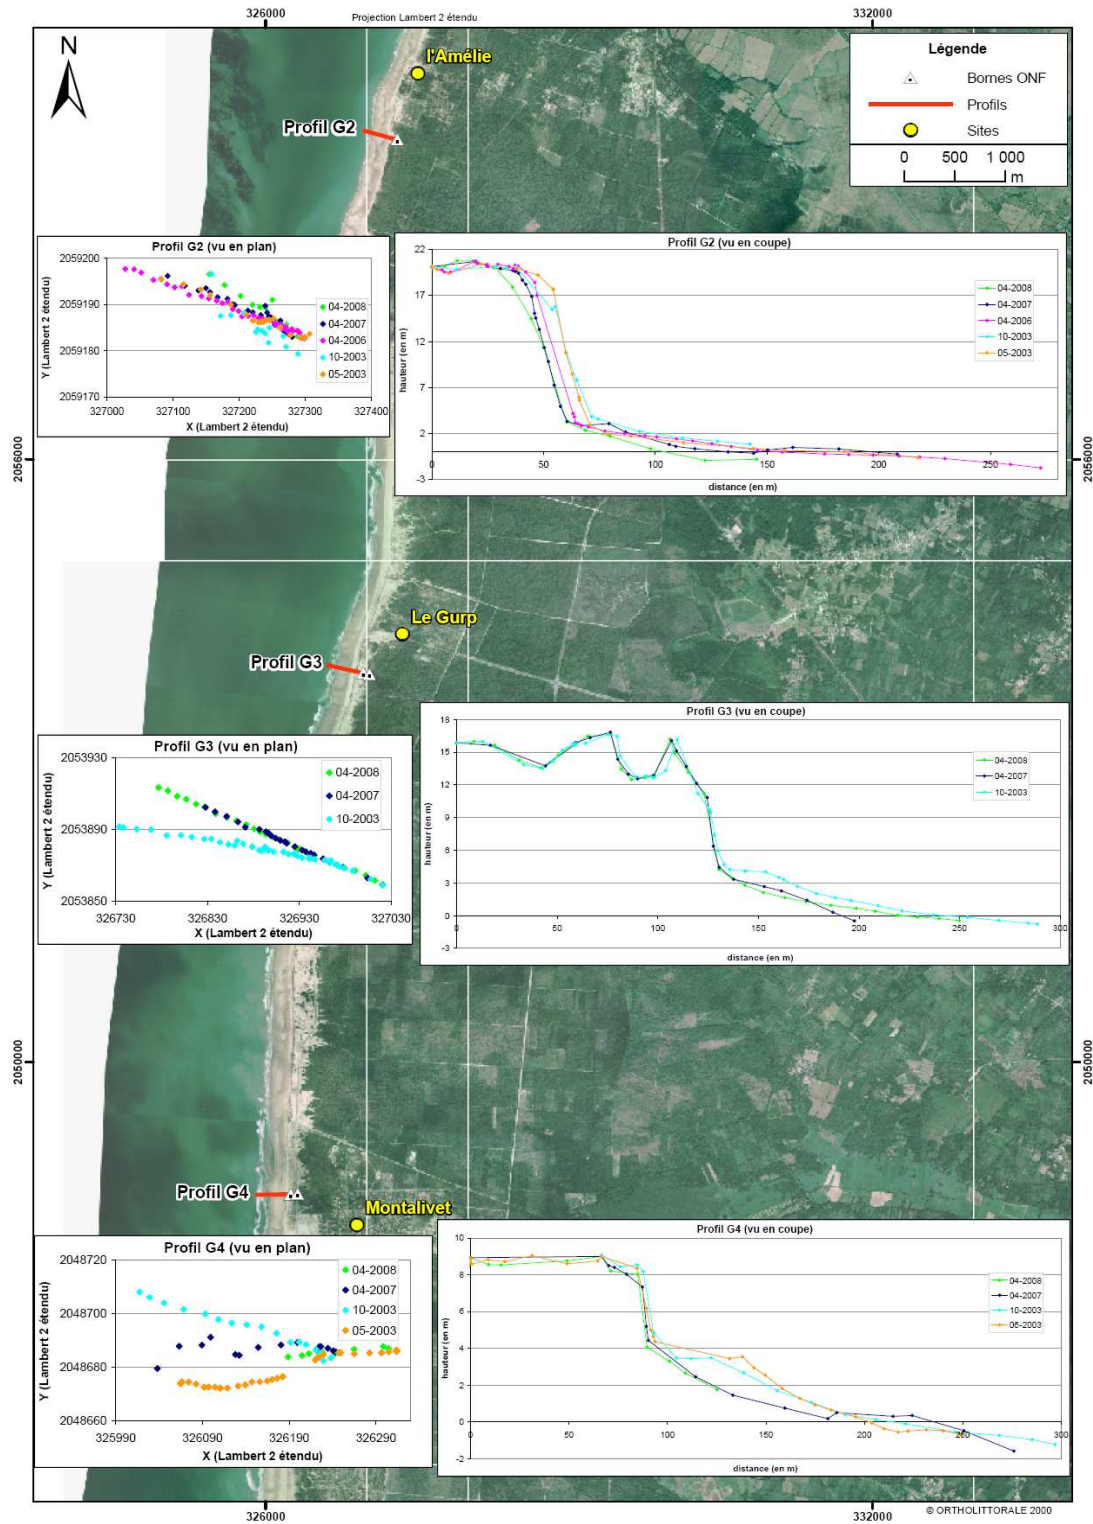 326000
Projection Lambert 2 étendu
332000
N
l'Amélie
Légende
Bornes ONF
Profils
Sites
0 500 1 000
m
Profil G2
Profil G2 (vu en plan)
2059200
2059190
2059180
2059170
327000 327100 327200 327300 327400
Y (Lambert 2 étendu)
X (Lambert 2 étendu)
04-2008
04-2007
04-2006
10-2003
05-2003
Profil G2 (vu en coupe)
22
17
12
7
2
-3
0 50 100 150 200 250
hauteur (en m)
distance (en m)
04-2008
04-2007
04-2006
10-2003
05-2003
2056000
2056000
Le Gurp
Profil G3
Profil G3 (vu en plan)
2053930
2053890
2053850
326730 326830 326930 327030
Y (Lambert 2 étendu)
X (Lambert 2 étendu)
04-2008
04-2007
10-2003
Profil G3 (vu en coupe)
18
15
12
9
6
3
0
-3
0 50 100 150 200 250 300
hauteur (en m)
distance (en m)
04-2008
04-2007
10-2003
2050000
2050000
Profil G4
Montalivet
Profil G4 (vu en plan)
2048720
2048700
2048680
2048660
325990 326090 326190 326290
Y (Lambert 2 étendu)
X (Lambert 2 étendu)
04-2008
04-2007
10-2003
05-2003
Profil G4 (vu en coupe)
10
8
6
4
2
0
-2
0 50 100 150 200 250 300
hauteur (en m)
distance (en m)
04-2008
04-2007
10-2003
05-2003
© ORTHOLITTORALE 2000
326000
332000